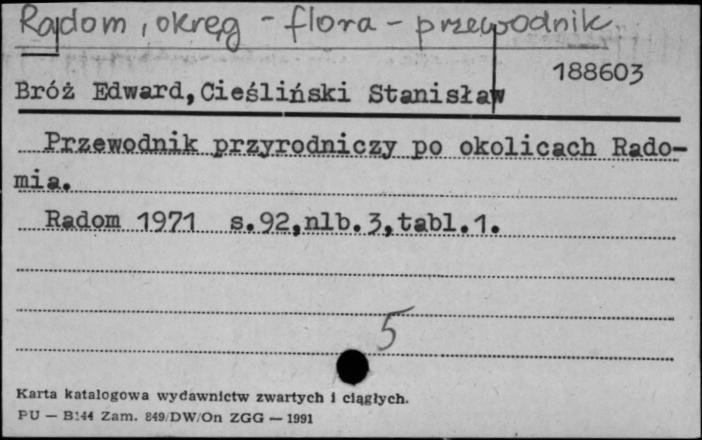 Radom, okręg - flora - przewodnik
188603
Bróż Edward, Cieśliński Stanisław
Przewodnik przyrodniczy po okolicach Rado-
mia.
Radom 1971 s.92,nlb.3,tabl.1.
5
Karta katalogowa wydawnictw zwartych i ciągłych.
PU — B144 Zam. 849/DW/On ZGG — 1991